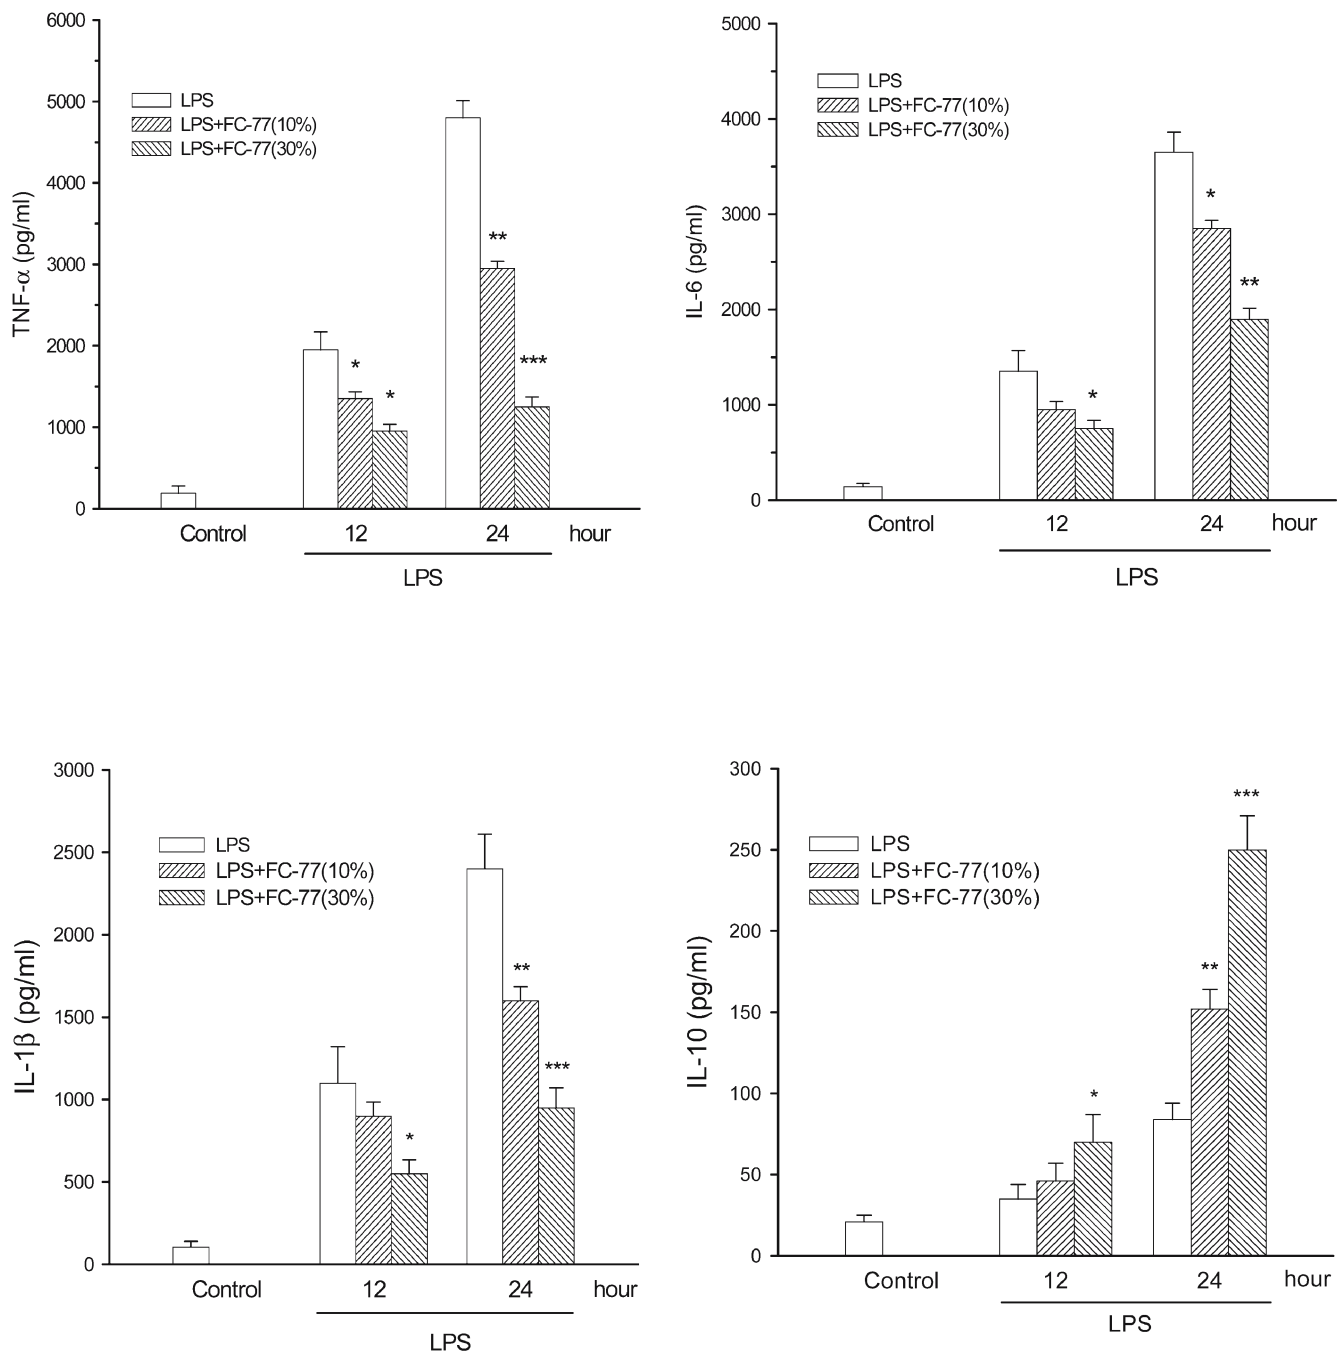 6000
5000
4000
3000
2000
1000
0
TNF-α (pg/ml)
LPS
LPS+FC-77(10%)
LPS+FC-77(30%)
*
*
**
***
Control
12
24
hour
LPS
5000
4000
3000
2000
1000
0
IL-6 (pg/ml)
LPS
LPS+FC-77(10%)
LPS+FC-77(30%)
*
*
**
Control
12
24
hour
LPS
3000
2500
2000
1500
1000
500
0
IL-1β (pg/ml)
LPS
LPS+FC-77(10%)
LPS+FC-77(30%)
*
**
***
Control
12
24
hour
LPS
300
250
200
150
100
50
0
IL-10 (pg/ml)
LPS
LPS+FC-77(10%)
LPS+FC-77(30%)
*
**
***
Control
12
24
hour
LPS